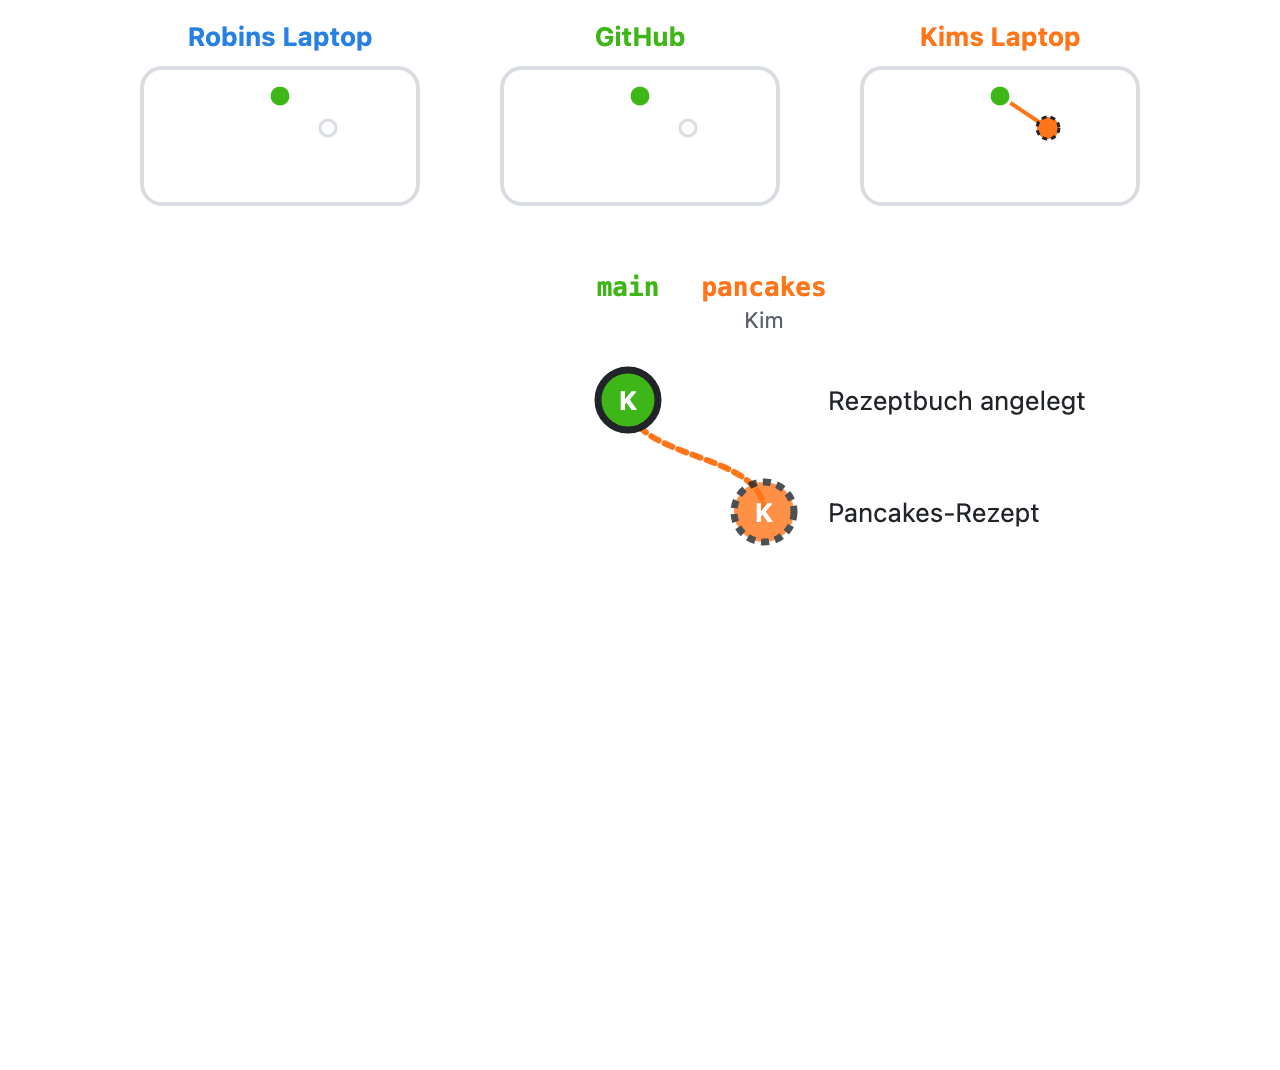 Robins Laptop
GitHub
Kims Laptop
main
pancakes
Kim
K
Rezeptbuch angelegt
K
Pancakes-Rezept